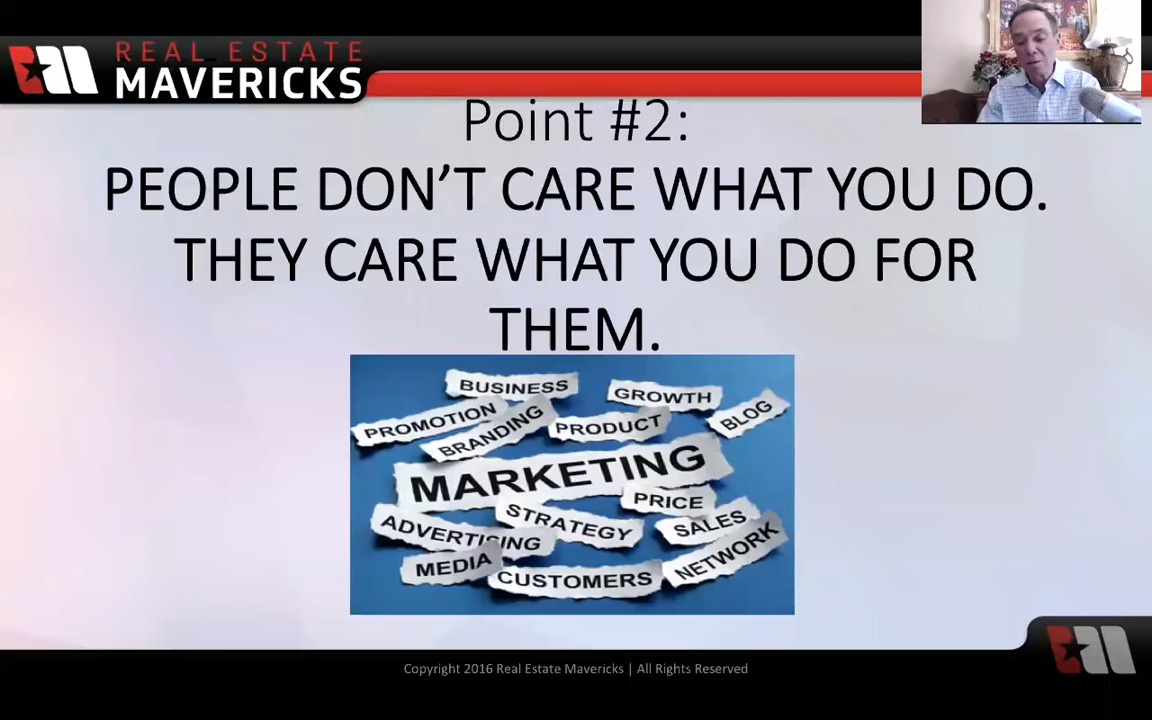 REAL ESTATE
MAVERICKS
Point #2:
PEOPLE DON’T CARE WHAT YOU DO.
THEY CARE WHAT YOU DO FOR
THEM.
BUSINESS
GROWTH
PROMOTION
BRANDING
PRODUCT
BLOG
MARKETING
PRICE
ADVERTISING
STRATEGY
SALES
MEDIA
CUSTOMERS
NETWORK
Copyright 2016 Real Estate Mavericks | All Rights Reserved